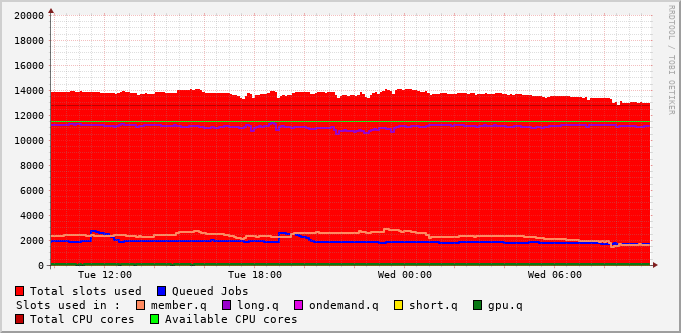 20000
18000
16000
14000
12000
10000
8000
6000
4000
2000
0
Tue 12:00 Tue 18:00 Wed 00:00 Wed 06:00
RRDTOOL / TOBI OETIKER
Total slots used Queued Jobs
Slots used in : member.q long.q ondemand.q short.q gpu.q
Total CPU cores Available CPU cores